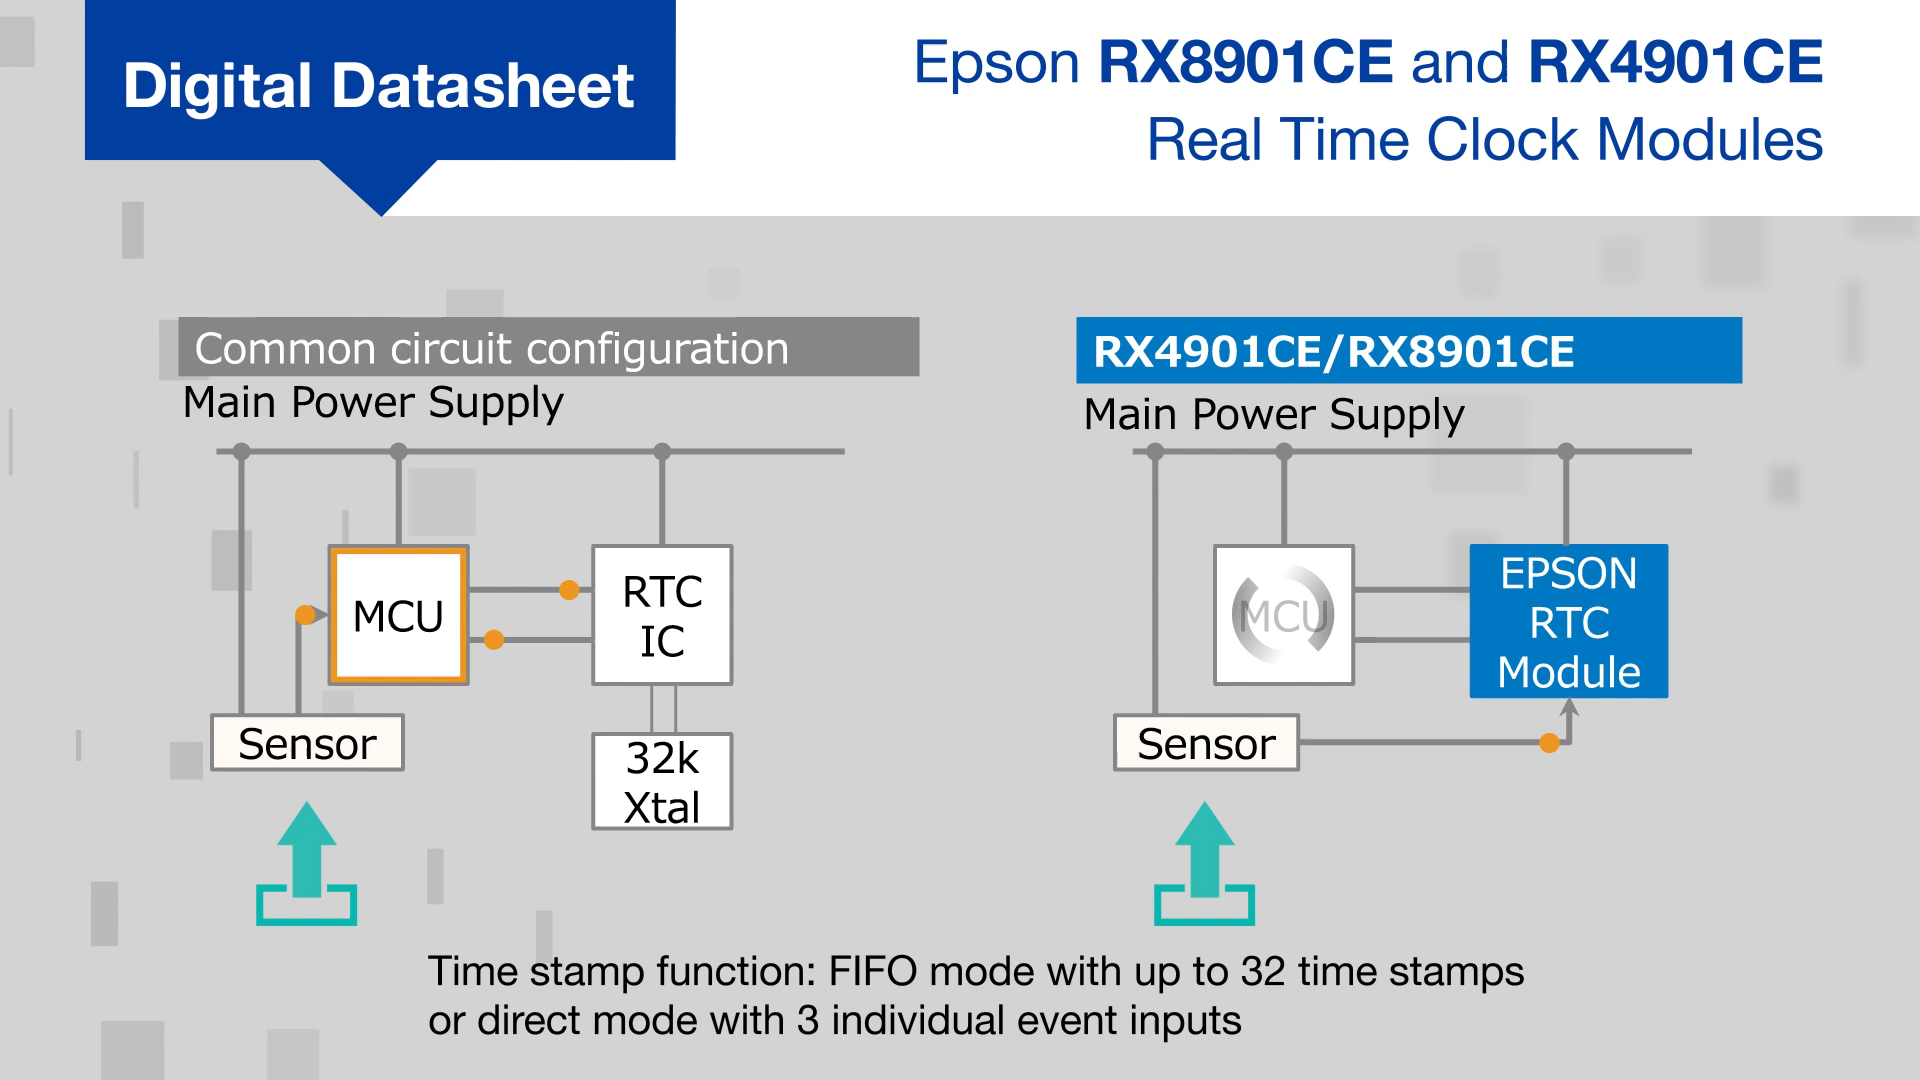 Digital Datasheet
Epson RX8901CE and RX4901CE
Real Time Clock Modules
Common circuit configuration
Main Power Supply
MCU
RTC
IC
Sensor
32k
Xtal
RX4901CE/RX8901CE
Main Power Supply
MCU
EPSON
RTC
Module
Sensor
Time stamp function: FIFO mode with up to 32 time stamps
or direct mode with 3 individual event inputs